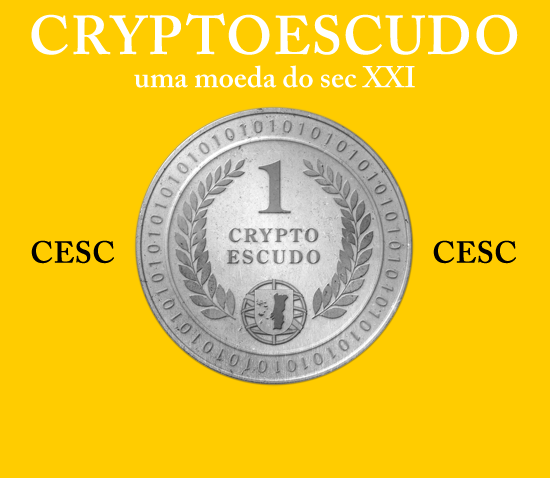 CRYPTOESCUDO
uma moeda do sec XXI
1
CRYPTO
ESCUDO
CESC
CESC